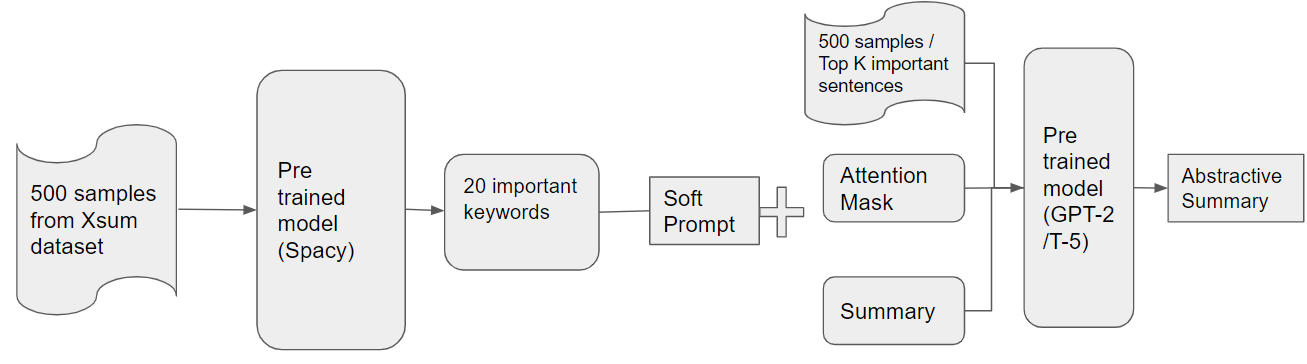 500 samples
from Xsum
dataset
Pre
trained
model
(Spacy)
20 important
keywords
Soft
Prompt
500 samples /
Top K important
sentences
Attention
Mask
Summary
Pre
trained
model
(GPT-2
/T-5)
Abstractive
Summary